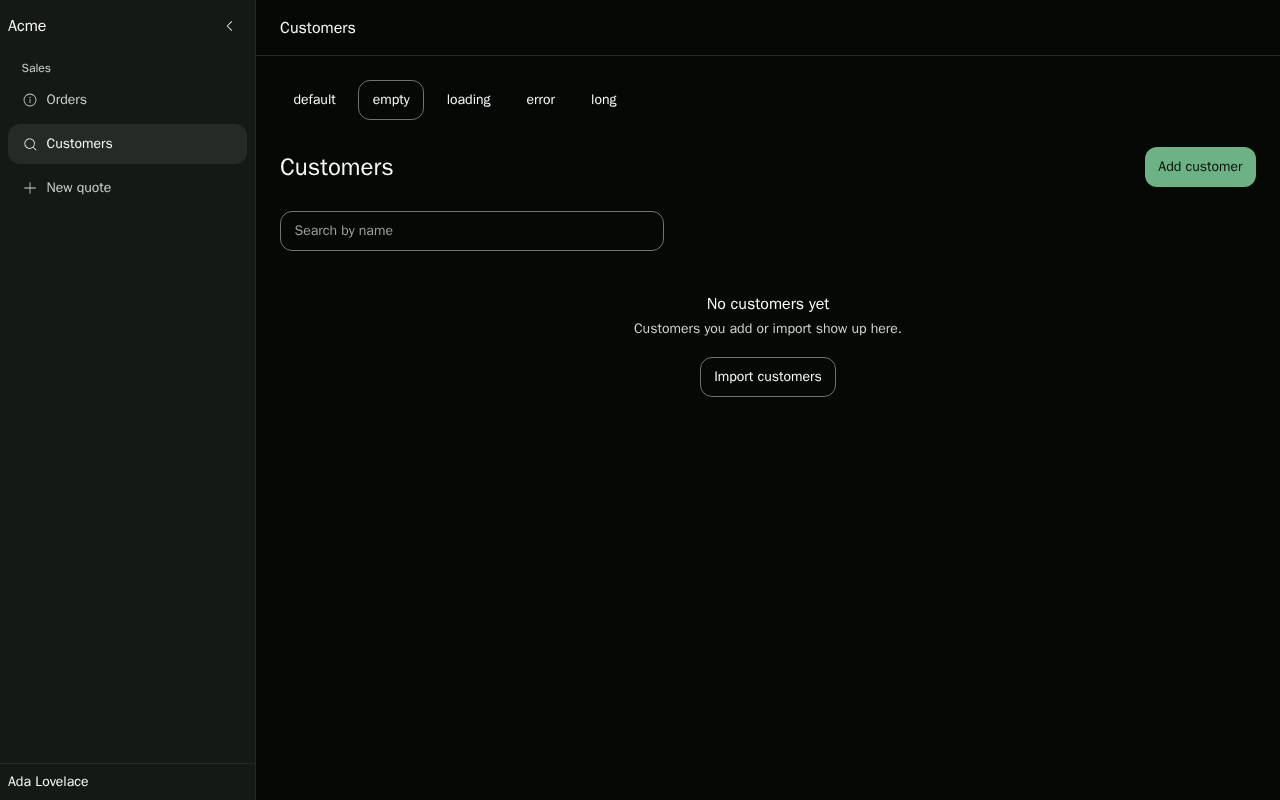 Acme
Sales
Orders
Customers
New quote
Ada Lovelace
Customers
default
empty
loading
error
long
Customers
Add customer
Search by name
No customers yet
Customers you add or import show up here.
Import customers